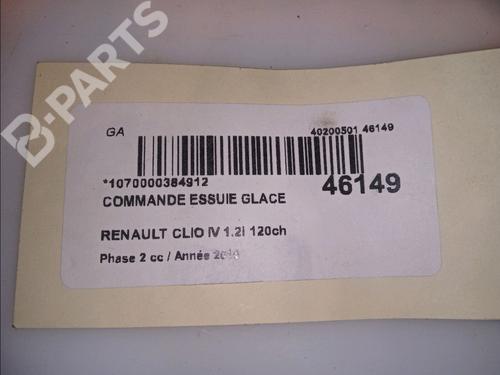 B-PARTS
GA
40200501 46149
*1070000384912
46149
COMMANDE ESSUIE GLACE
RENAULT CLIO IV 1.2i 120ch
Phase 2 cc / Année